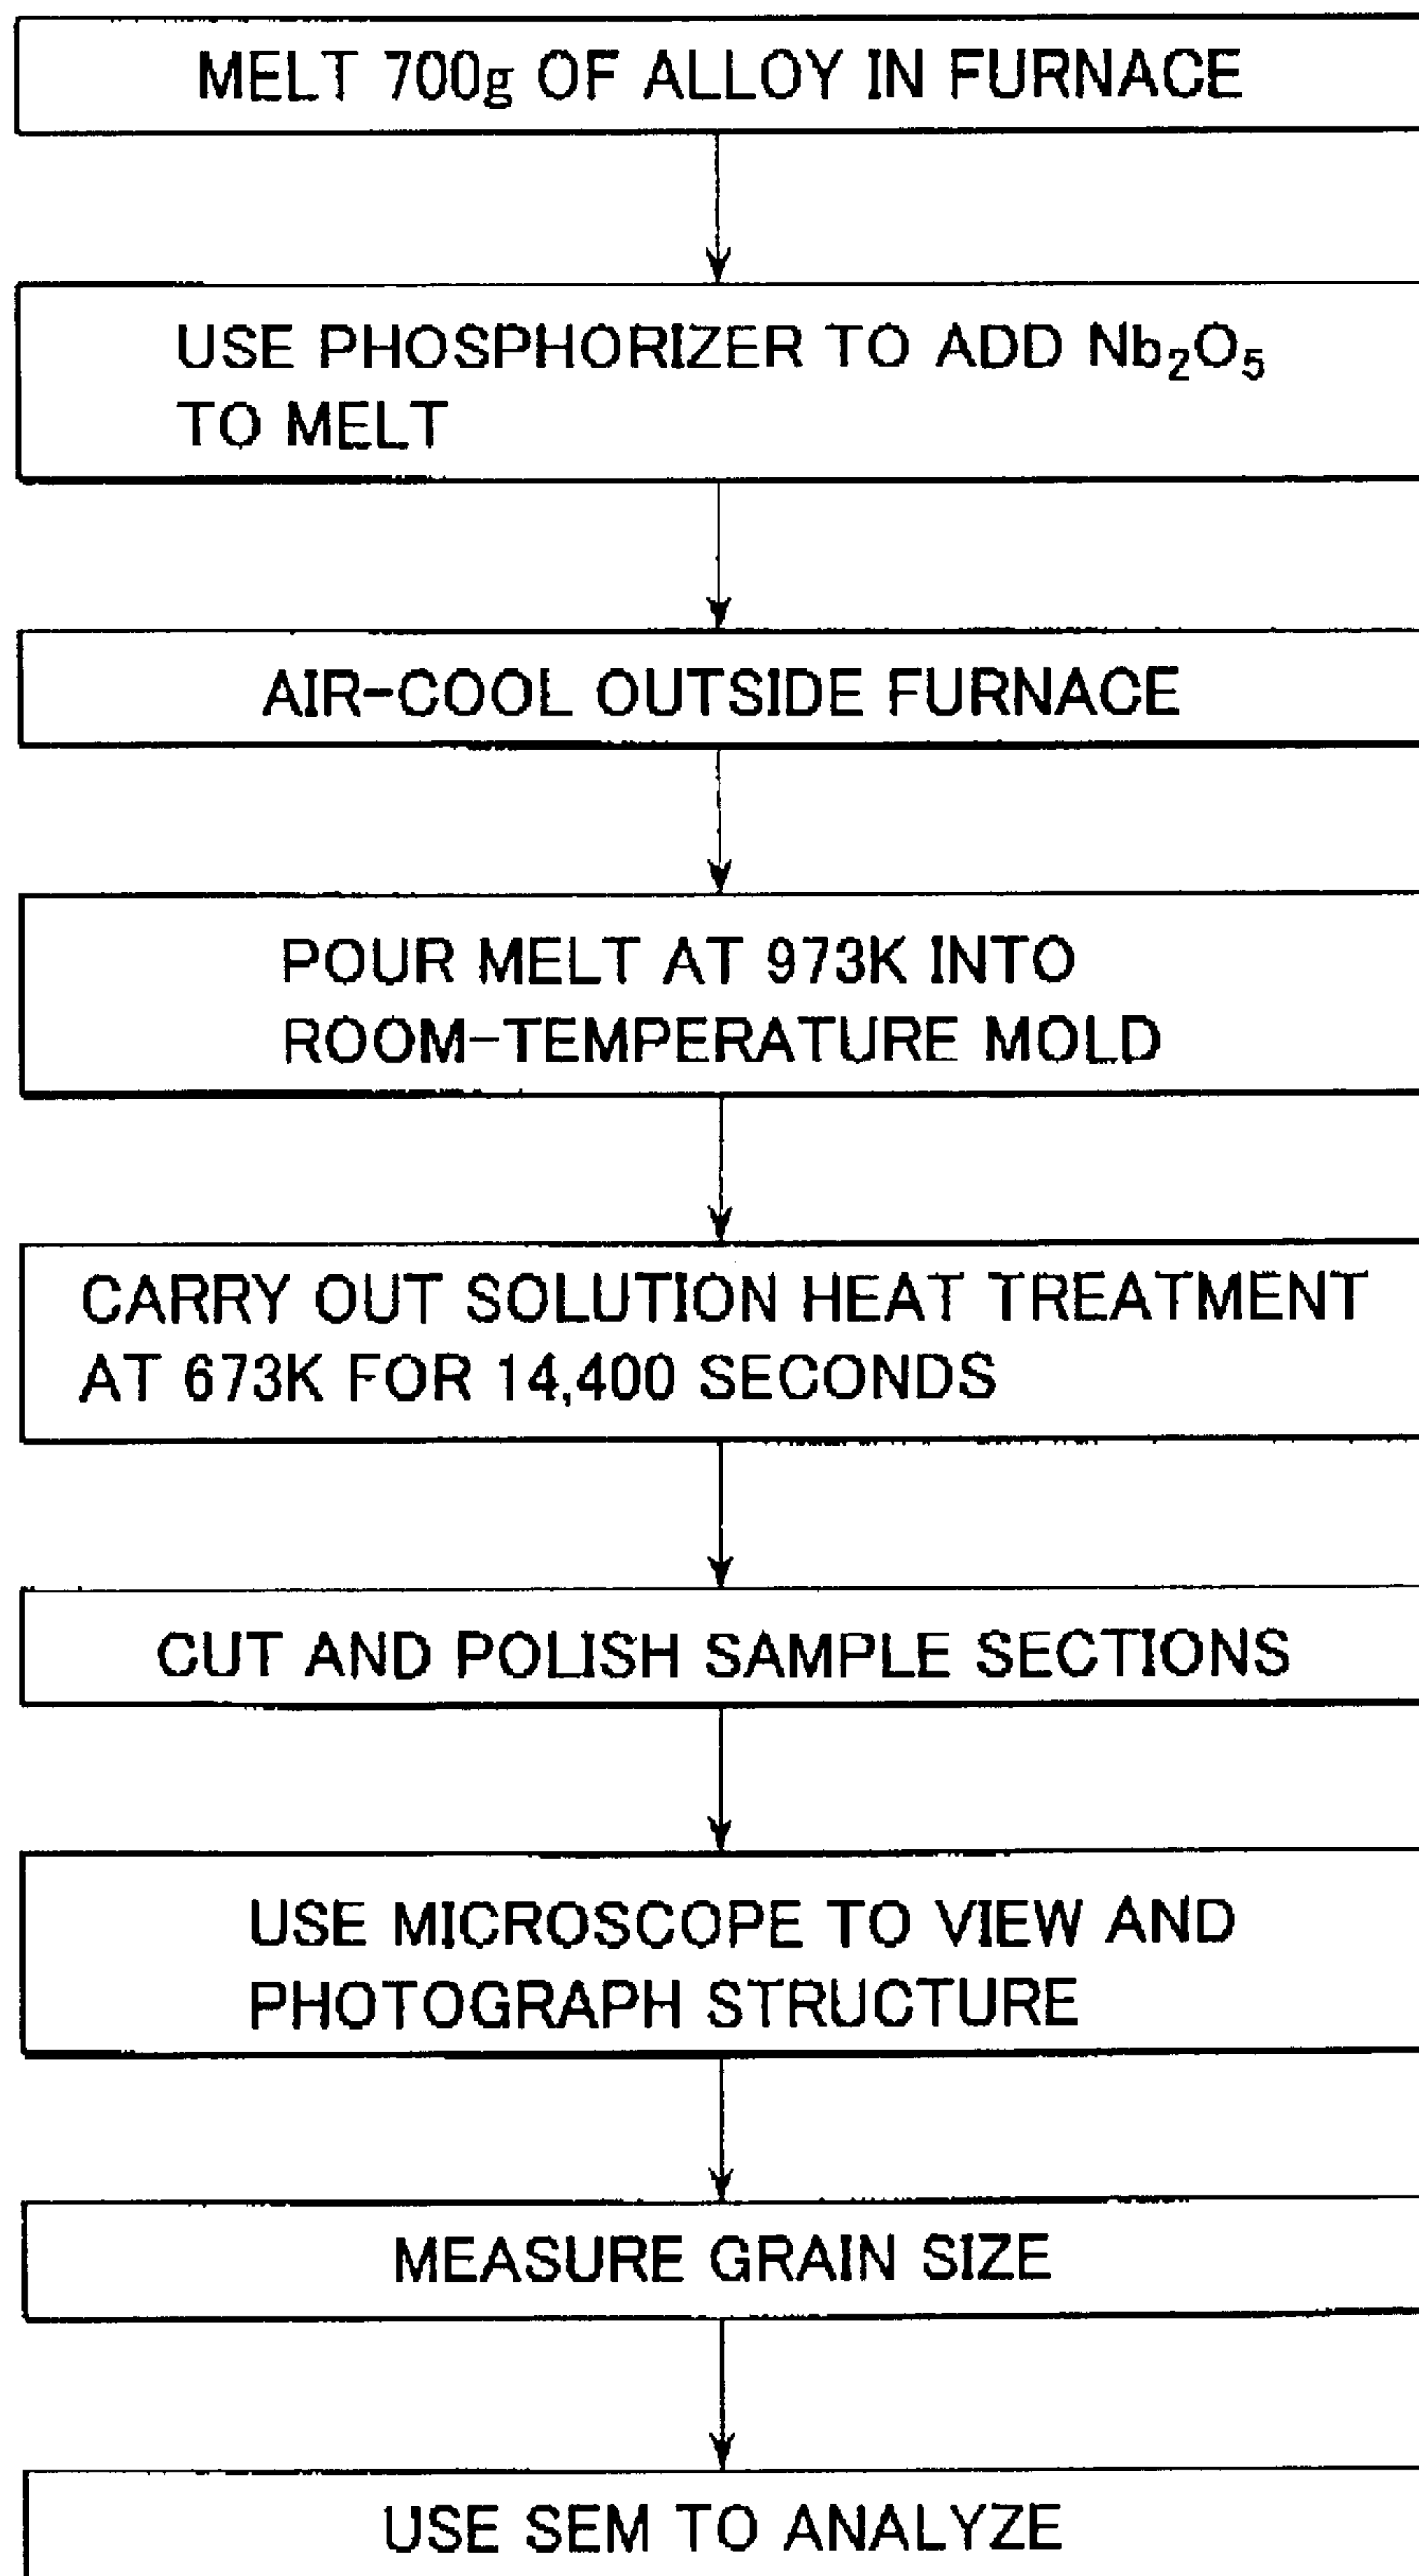 MELT 700g OF ALLOY IN FURNACE
USE PHOSPHORIZER TO ADD Nb₂O₅
TO MELT
AIR-COOL OUTSIDE FURNACE
POUR MELT AT 973K INTO
ROOM-TEMPERATURE MOLD
CARRY OUT SOLUTION HEAT TREATMENT
AT 673K FOR 14,400 SECONDS
CUT AND POLISH SAMPLE SECTIONS
USE MICROSCOPE TO VIEW AND
PHOTOGRAPH STRUCTURE
MEASURE GRAIN SIZE
USE SEM TO ANALYZE